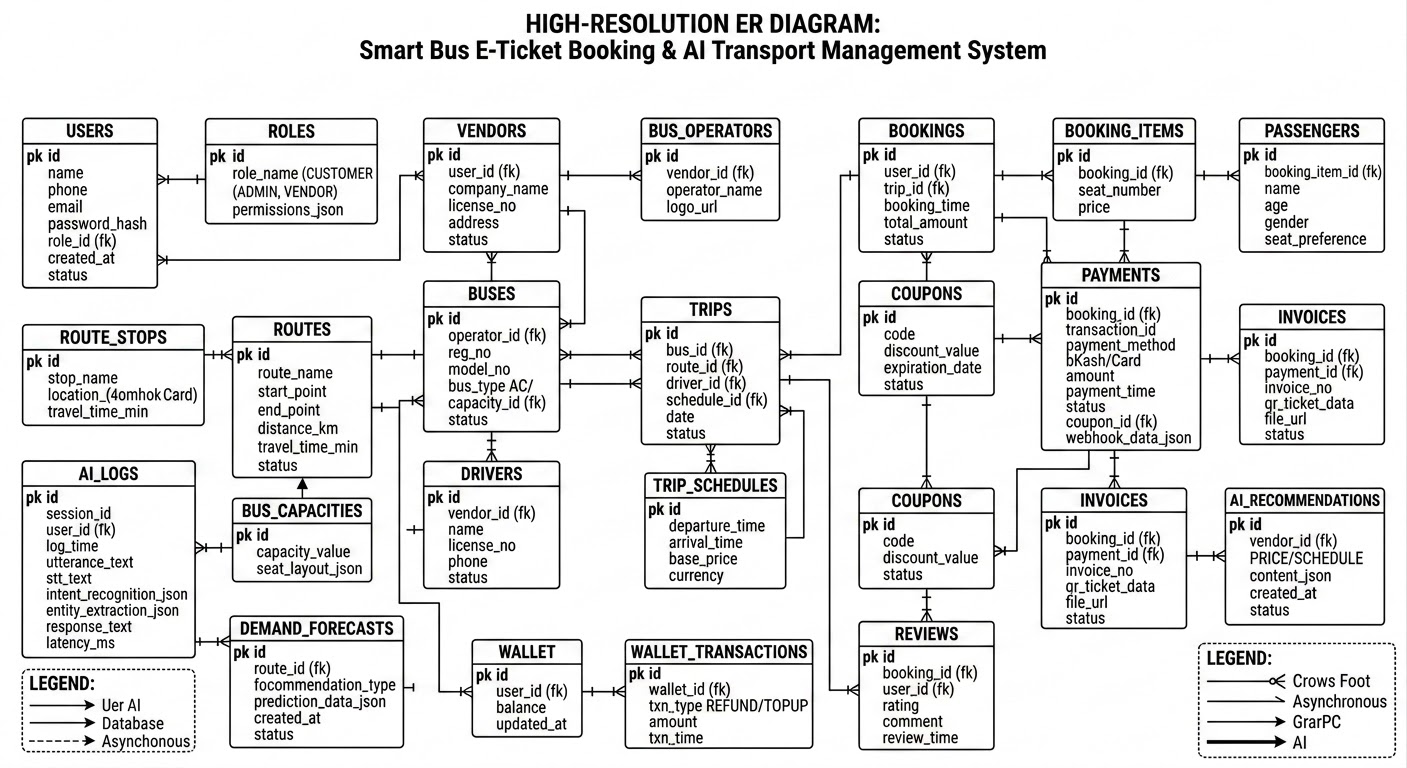 HIGH-RESOLUTION ER DIAGRAM:
Smart Bus E-Ticket Booking & AI Transport Management System
USERS
pk id
name
phone
email
password_hash
role_id (fk)
created_at
status
ROLES
pk id
role_name (CUSTOMER
(ADMIN, VENDOR)
permissions_json
VENDORS
pk id
user_id (fk)
company_name
license_no
address
status
BUS_OPERATORS
pk id
vendor_id (fk)
operator_name
logo_url
BOOKINGS
pk id
user_id (fk)
trip_id (fk)
booking_time
total_amount
status
BOOKING_ITEMS
pk id
booking_id (fk)
seat_number
price
PASSENGERS
pk id
booking_item_id (fk)
name
age
gender
seat_preference
ROUTE_STOPS
pk id
stop_name
location_(4omhok Card)
travel_time_min
ROUTES
pk id
route_name
start_point
end_point
distance_km
travel_time_min
status
BUSES
pk id
operator_id (fk)
reg_no
model_no
bus_type AC/
capacity_id (fk)
status
TRIPS
pk id
bus_id (fk)
route_id (fk)
driver_id (fk)
schedule_id (fk)
date
status
COUPONS
pk id
code
discount_value
expiration_date
status
PAYMENTS
pk id
booking_id (fk)
transaction_id
payment_method
bKash/Card
amount
payment_time
status
coupon_id (fk)
webhook_data_json
INVOICES
pk id
booking_id (fk)
payment_id (fk)
invoice_no
qr_ticket_data
file_url
status
AI_LOGS
pk id
session_id
user_id (fk)
log_time
utterance_text
stt_text
intent_recognition_json
entity_extraction_json
response_text
latency_ms
BUS_CAPACITIES
pk id
capacity_value
seat_layout_json
DRIVERS
pk id
vendor_id (fk)
name
license_no
phone
status
TRIP_SCHEDULES
pk id
departure_time
arrival_time
base_price
currency
COUPONS
pk id
code
discount_value
status
INVOICES
pk id
booking_id (fk)
payment_id (fk)
invoice_no
qr_ticket_data
file_url
status
AI_RECOMMENDATIONS
pk id
vendor_id (fk)
PRICE/SCHEDULE
content_json
created_at
status
DEMAND_FORECASTS
pk id
route_id (fk)
focommendation_type
prediction_data_json
created_at
status
WALLET
pk id
user_id (fk)
balance
updated_at
WALLET_TRANSACTIONS
pk id
wallet_id (fk)
txn_type REFUND/TOPUP
amount
txn_time
REVIEWS
pk id
booking_id (fk)
user_id (fk)
rating
comment
review_time
LEGEND:
Uer AI
Database
Asynchonous
LEGEND:
Crows Foot
Asynchronous
GrarPC
AI